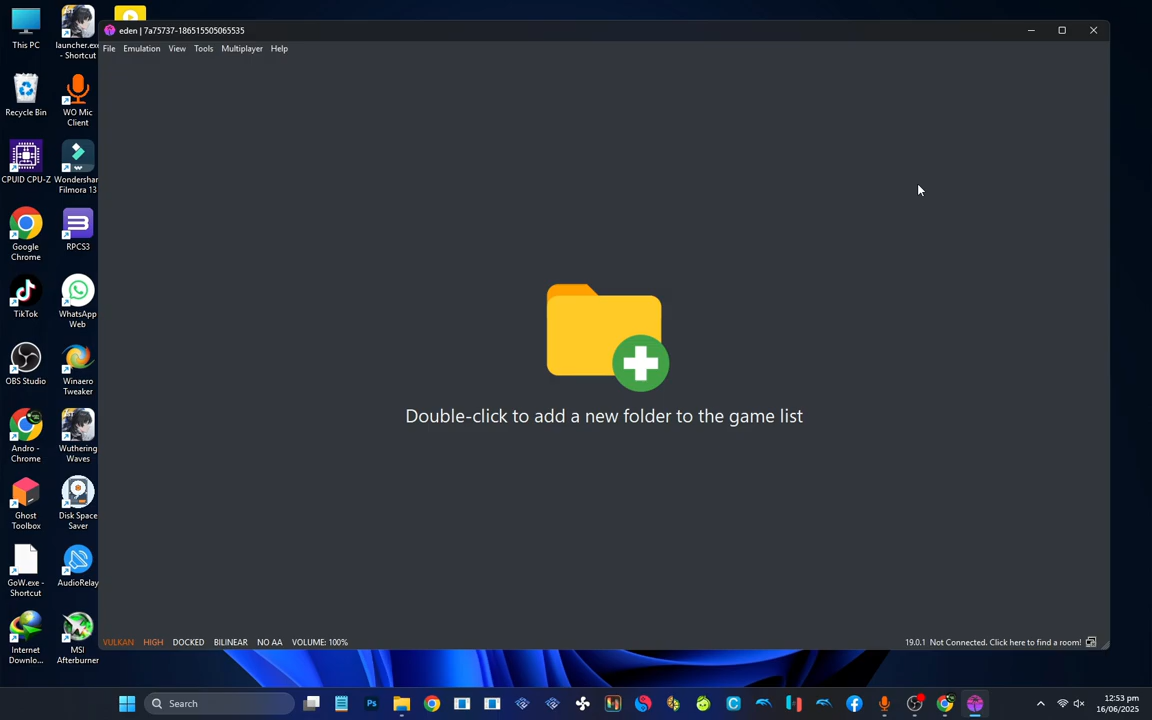 This PC
launcher.exe
- Shortcut
Recycle Bin
WO Mic
Client
CPUID CPU-Z
Wondershar
Filmora 13
Google
Chrome
RPCS3
TikTok
WhatsApp
Web
OBS Studio
Winaero
Tweaker
Andro -
Chrome
Wuthering
Waves
Ghost
Toolbox
Disk Space
Saver
GoW.exe -
Shortcut
AudioRelay
Internet
Downlo...
MSI
Afterburner
eden | 7a75737-186515505065535
File Emulation View Tools Multiplayer Help
Double-click to add a new folder to the game list
VULKAN HIGH DOCKED BILINEAR NO AA VOLUME: 100%
19.0.1 Not Connected. Click here to find a room!
Search
12:53 pm
16/06/2025